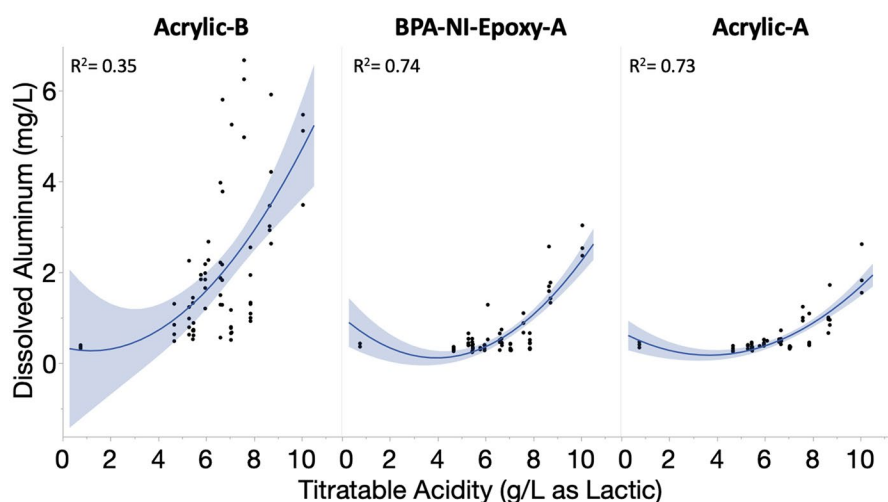 Acrylic-B BPA-NI-Epoxy-A Acrylic-A
R²= 0.35 R²= 0.74 R²= 0.73
Dissolved Aluminum (mg/L)
6
4
2
0
0 2 4 6 8 10 0 2 4 6 8 10 0 2 4 6 8 10
Titratable Acidity (g/L as Lactic)